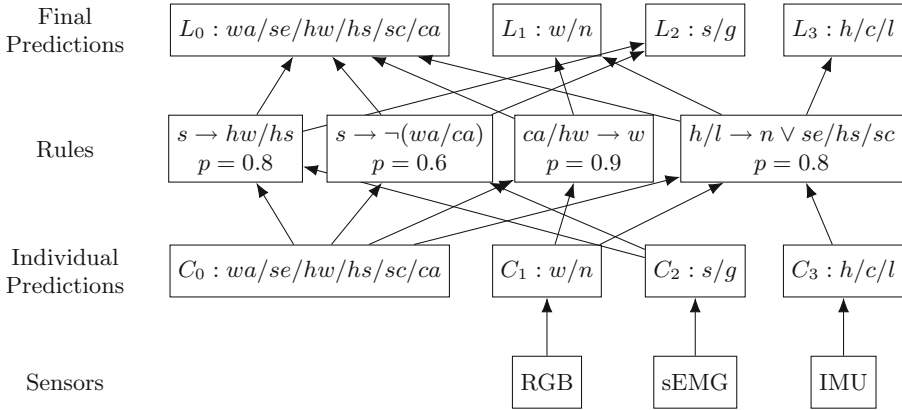 Final
Predictions
L₀ : wa/se/hw/hs/sc/ca
L₁ : w/n
L₂ : s/g
L₃ : h/c/l
Rules
s → hw/hs
p = 0.8
s → ¬(wa/ca)
p = 0.6
ca/hw → w
p = 0.9
h/l → n ∨ se/hs/sc
p = 0.8
Individual
Predictions
C₀ : wa/se/hw/hs/sc/ca
C₁ : w/n
C₂ : s/g
C₃ : h/c/l
Sensors
RGB
sEMG
IMU